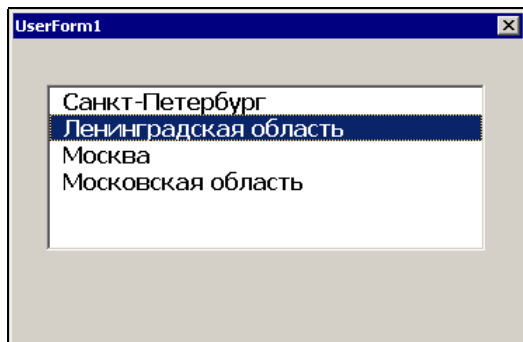 UserForm1
Санкт-Петербург
Ленинградская область
Москва
Московская область